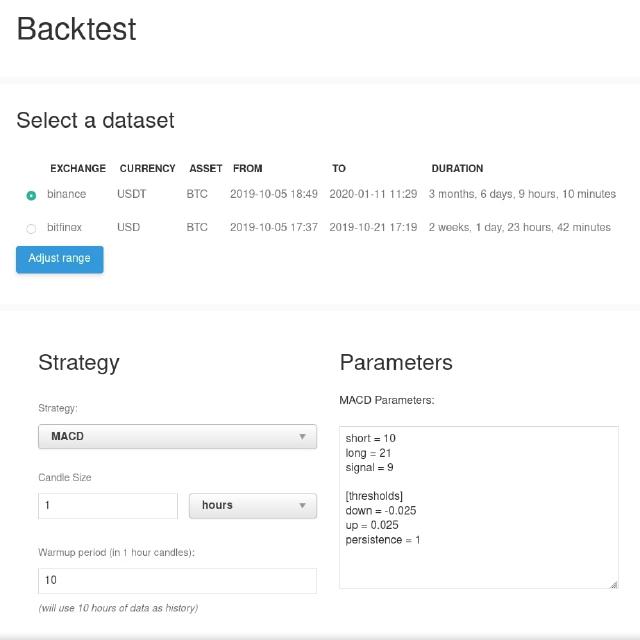 Backtest
Select a dataset
EXCHANGE CURRENCY ASSET FROM TO DURATION
binance USDT BTC 2019-10-05 18:49 2020-01-11 11:29 3 months, 6 days, 9 hours, 10 minutes
bitfinex USD BTC 2019-10-05 17:37 2019-10-21 17:19 2 weeks, 1 day, 23 hours, 42 minutes
Adjust range
Strategy
Strategy:
MACD
Candle Size
1 hours
Warmup period (in 1 hour candles):
10
(will use 10 hours of data as history)
Parameters
MACD Parameters:
short = 10
long = 21
signal = 9
[thresholds]
down = -0.025
up = 0.025
persistence = 1